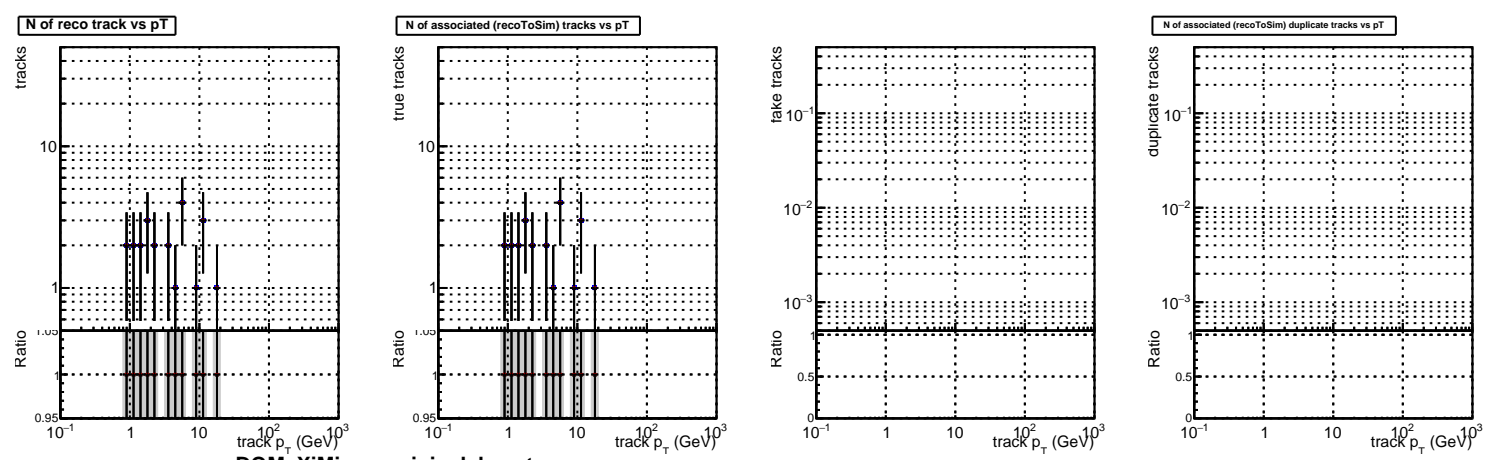 N of reco track vs pT
N of associated (recoToSim) tracks vs pT
N of associated (recoToSim) duplicate tracks vs pT
tracks
10
1
Ratio
1.05
1
0.95
10⁻¹ 1 10 10² 10³
track p_T (GeV)
true tracks
10
1
Ratio
1.05
1
0.95
10⁻¹ 1 10 10² 10³
track p_T (GeV)
fake tracks
10⁻¹
10⁻²
10⁻³
Ratio
1
0.5
0
10⁻¹ 1 10 10² 10³
track p_T (GeV)
duplicate tracks
10⁻¹
10⁻²
10⁻³
Ratio
1
0.5
0
10⁻¹ 1 10 10² 10³
track p_T (GeV)